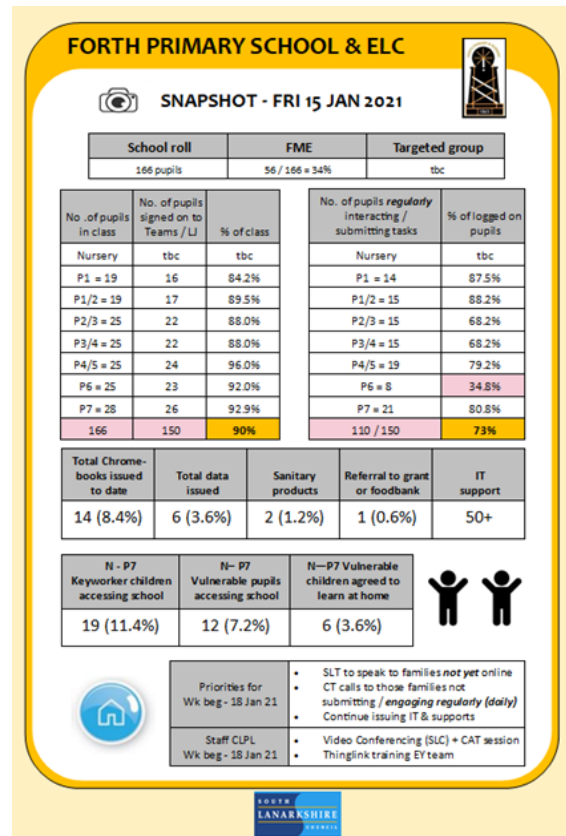 FORTH PRIMARY SCHOOL & ELC
SNAPSHOT - FRI 15 JAN 2021
School roll FME Targeted group
166 pupils 56 / 166 = 34% tbc
No .of pupils in class No. of pupils signed on to Teams / LJ % of class
Nursery tbc tbc
P1 = 19 16 84.2%
P1/2 = 19 17 89.5%
P2/3 = 25 22 88.0%
P3/4 = 25 22 88.0%
P4/5 = 25 24 96.0%
P6 = 25 23 92.0%
P7 = 28 26 92.9%
166 150 90%
No. of pupils regularly interacting / submitting tasks % of logged on pupils
Nursery tbc
P1 = 14 87.5%
P1/2 = 15 88.2%
P2/3 = 15 68.2%
P3/4 = 15 68.2%
P4/5 = 19 79.2%
P6 = 8 34.8%
P7 = 21 80.8%
110 / 150 73%
Total Chrome-books issued to date Total data issued Sanitary products Referral to grant or foodbank IT support
14 (8.4%) 6 (3.6%) 2 (1.2%) 1 (0.6%) 50+
N - P7 Keyworker children accessing school N– P7 Vulnerable pupils accessing school N—P7 Vulnerable children agreed to learn at home
19 (11.4%) 12 (7.2%) 6 (3.6%)
Priorities for
Wk beg - 18 Jan 21
• SLT to speak to families not yet online
• CT calls to those families not
submitting / engaging regularly (daily)
• Continue issuing IT & supports
Staff CLPL
Wk beg - 18 Jan 21
• Video Conferencing (SLC) + CAT session
• Thinglink training EY team
SOUTH
LANARKSHIRE
COUNCIL